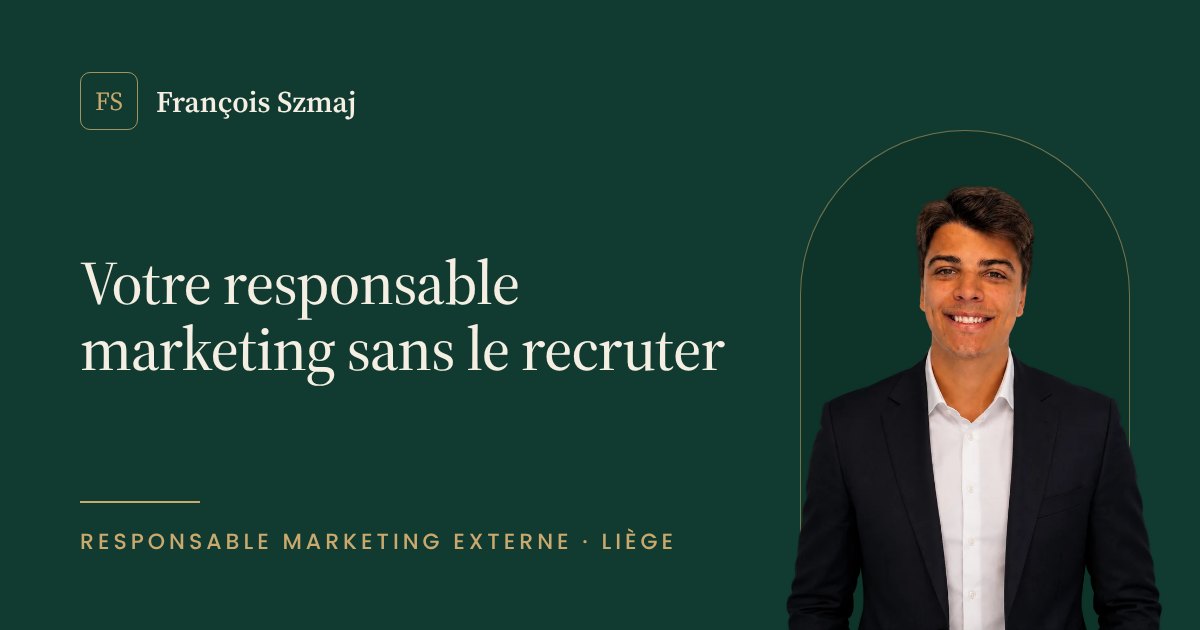 FS
François Szmaj
Votre responsable
marketing sans le recruter
RESPONSABLE MARKETING EXTERNE · LIÈGE